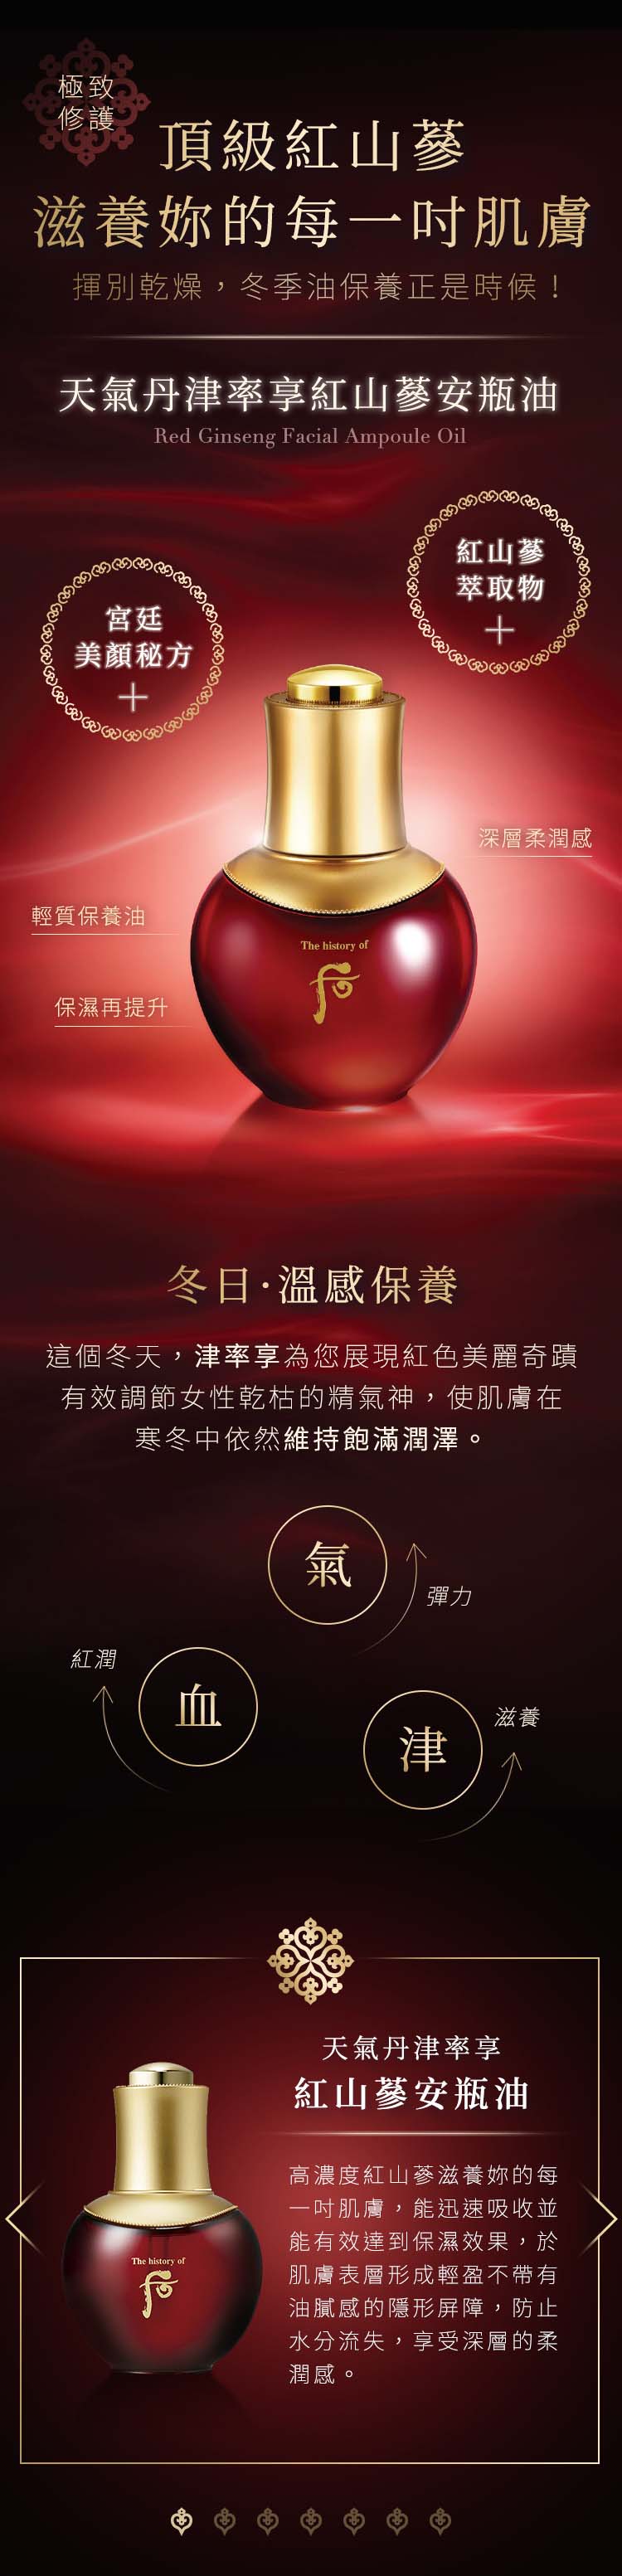 極致
修護
頂級紅山蔘
滋養妳的每一吋肌膚
揮別乾燥，冬季油保養正是時候！
天氣丹津率享紅山蔘安瓶油
Red Ginseng Facial Ampoule Oil
紅山蔘
萃取物
+
宮廷
美顏秘方
+
深層柔潤感
輕質保養油
保濕再提升
The history of
后
冬日·溫感保養
這個冬天，津率享為您展現紅色美麗奇蹟
有效調節女性乾枯的精氣神，使肌膚在
寒冬中依然維持飽滿潤澤。
氣
彈力
紅潤
血
滋養
津
天氣丹津率享
紅山蔘安瓶油
高濃度紅山蔘滋養妳的每
一吋肌膚，能迅速吸收並
能有效達到保濕效果，於
肌膚表層形成輕盈不帶有
油膩感的隱形屏障，防止
水分流失，享受深層的柔
潤感。
The history of
后